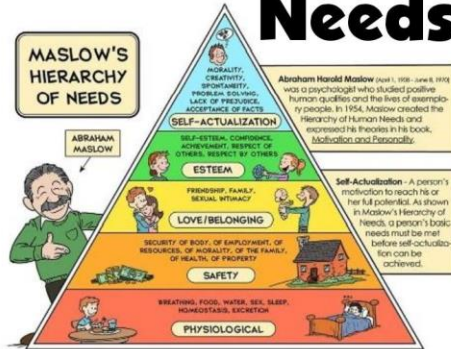 Needs
MASLOW'S
HIERARCHY
OF NEEDS
ABRAHAM
MASLOW
MORALITY,
CREATIVITY,
SPONTANEITY,
PROBLEM SOLVING,
LACK OF PREJUDICE,
ACCEPTANCE OF FACTS
SELF-ACTUALIZATION
SELF-ESTEEM, CONFIDENCE,
ACHIEVEMENT, RESPECT OF
OTHERS, RESPECT BY OTHERS
ESTEEM
FRIENDSHIP, FAMILY,
SEXUAL INTIMACY
LOVE/BELONGING
SECURITY OF BODY, OF EMPLOYMENT, OF
RESOURCES, OF MORALITY, OF THE FAMILY,
OF HEALTH, OF PROPERTY
SAFETY
BREATHING, FOOD, WATER, SEX, SLEEP,
HOMEOSTASIS, EXCRETION
PHYSIOLOGICAL
Abraham Harold Maslow (April 1, 1908 - June 8, 1970)
was a psychologist who studied positive
human qualities and the lives of exempla-
ry people. In 1954, Maslow created the
Hierarchy of Human Needs and
expressed his theories in his book,
Motivation and Personality.
Self-Actualization - A person's
motivation to reach his or
her full potential. As shown
in Maslow's Hierarchy of
Needs, a person's basic
needs must be met
before self-actualiza-
tion can be
achieved.